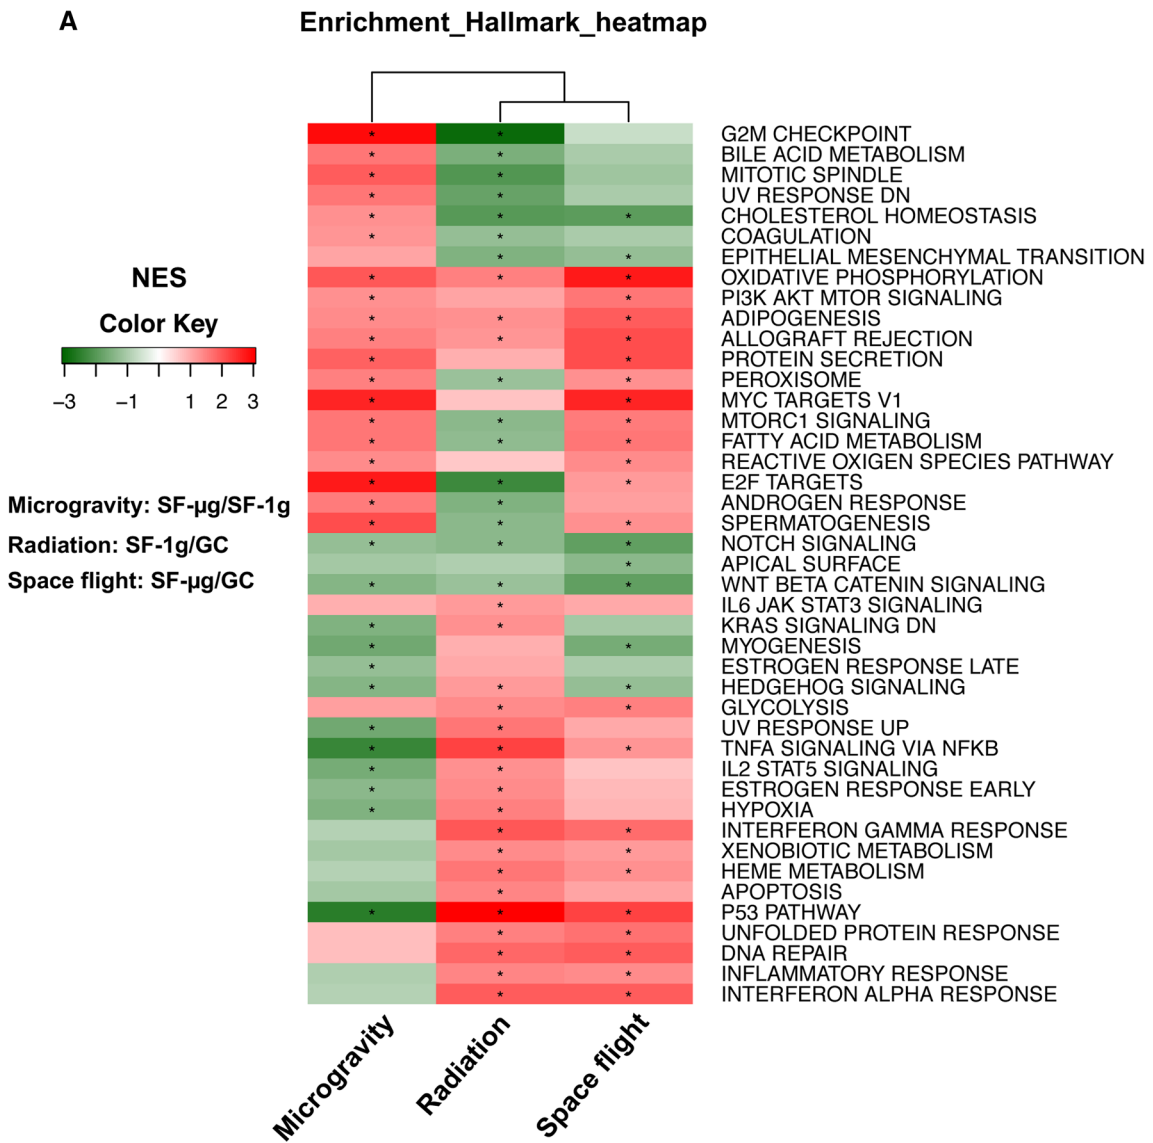 A
Enrichment_Hallmark_heatmap
NES
Color Key
−3 −1 1 2 3
Microgravity: SF-μg/SF-1g
Radiation: SF-1g/GC
Space flight: SF-μg/GC
* * G2M CHECKPOINT
* * BILE ACID METABOLISM
* * MITOTIC SPINDLE
* * UV RESPONSE DN
* * * CHOLESTEROL HOMEOSTASIS
* * COAGULATION
* * EPITHELIAL MESENCHYMAL TRANSITION
* * * OXIDATIVE PHOSPHORYLATION
* * PI3K AKT MTOR SIGNALING
* * * ADIPOGENESIS
* * * ALLOGRAFT REJECTION
* * PROTEIN SECRETION
* * * PEROXISOME
* * MYC TARGETS V1
* * * MTORC1 SIGNALING
* * * FATTY ACID METABOLISM
* * REACTIVE OXIGEN SPECIES PATHWAY
* * * E2F TARGETS
* * ANDROGEN RESPONSE
* * * SPERMATOGENESIS
* * * NOTCH SIGNALING
* APICAL SURFACE
* * * WNT BETA CATENIN SIGNALING
* IL6 JAK STAT3 SIGNALING
* * KRAS SIGNALING DN
* * MYOGENESIS
* ESTROGEN RESPONSE LATE
* * * HEDGEHOG SIGNALING
* * GLYCOLYSIS
* * UV RESPONSE UP
* * * TNFA SIGNALING VIA NFKB
* * IL2 STAT5 SIGNALING
* * ESTROGEN RESPONSE EARLY
* * HYPOXIA
* * INTERFERON GAMMA RESPONSE
* * XENOBIOTIC METABOLISM
* * HEME METABOLISM
* APOPTOSIS
* * * P53 PATHWAY
* * UNFOLDED PROTEIN RESPONSE
* * DNA REPAIR
* * INFLAMMATORY RESPONSE
* * INTERFERON ALPHA RESPONSE
Microgravity
Radiation
Space flight